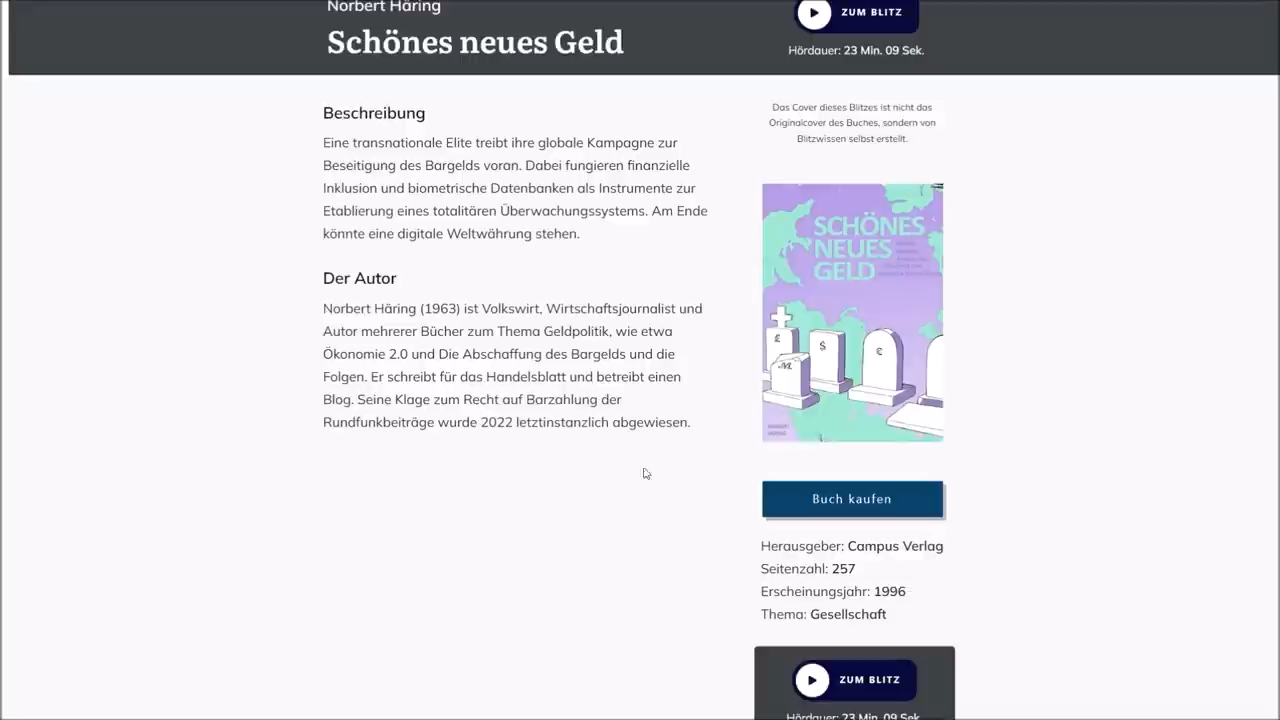 Norbert Häring
Schönes neues Geld
ZUM BLITZ
Hördauer: 23 Min. 09 Sek.
Beschreibung
Eine transnationale Elite treibt ihre globale Kampagne zur
Beseitigung des Bargelds voran. Dabei fungieren finanzielle
Inklusion und biometrische Datenbanken als Instrumente zur
Etablierung eines totalitären Überwachungssystems. Am Ende
könnte eine digitale Weltwährung stehen.
Der Autor
Norbert Häring (1963) ist Volkswirt, Wirtschaftsjournalist und
Autor mehrerer Bücher zum Thema Geldpolitik, wie etwa
Ökonomie 2.0 und Die Abschaffung des Bargelds und die
Folgen. Er schreibt für das Handelsblatt und betreibt einen
Blog. Seine Klage zum Recht auf Barzahlung der
Rundfunkbeiträge wurde 2022 letztinstanzlich abgewiesen.
Das Cover dieses Blitzes ist nicht das
Originalcover des Buches, sondern von
Blitzwissen selbst erstellt.
SCHÖNES
NEUES
GELD
£
$
€
Buch kaufen
Herausgeber: Campus Verlag
Seitenzahl: 257
Erscheinungsjahr: 1996
Thema: Gesellschaft
ZUM BLITZ
Hördauer: 23 Min. 09 Sek.